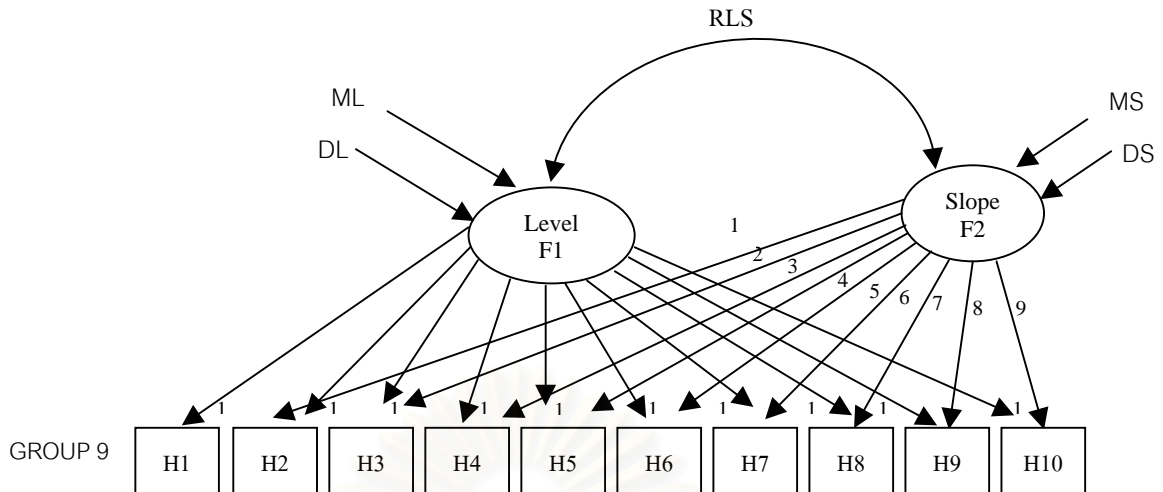 RLS
ML
MS
DL
DS
Level
F1
Slope
F2
1
2
3
4
5
6
7
8
9
1 1 1 1 1 1 1 1 1 1
GROUP 9
H1 H2 H3 H4 H5 H6 H7 H8 H9 H10